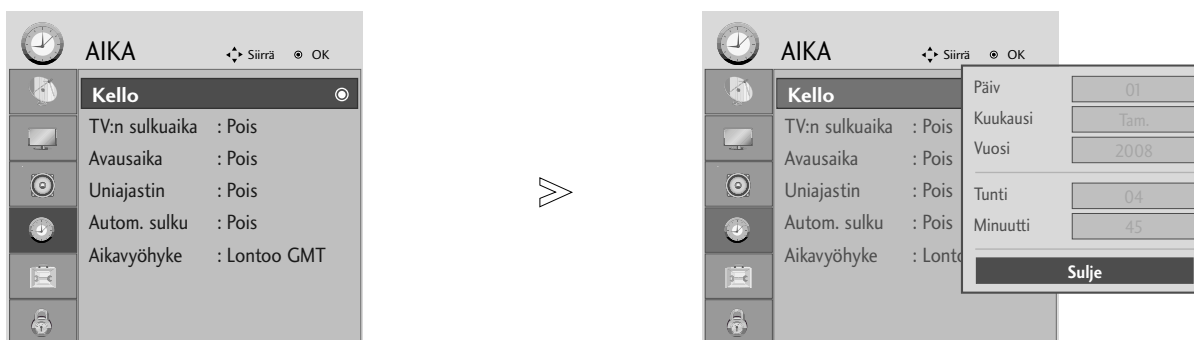 AIKA Siirrä OK
Kello
TV:n sulkuaika : Pois
Avausaika : Pois
Uniajastin : Pois
Autom. sulku : Pois
Aikavyöhyke : Lontoo GMT
AIKA Siirrä OK
Kello
TV:n sulkuaika : Pois
Avausaika : Pois
Uniajastin : Pois
Autom. sulku : Pois
Aikavyöhyke : Lonto
Päiv 01
Kuukausi Tam.
Vuosi 2008
Tunti 04
Minuutti 45
Sulje